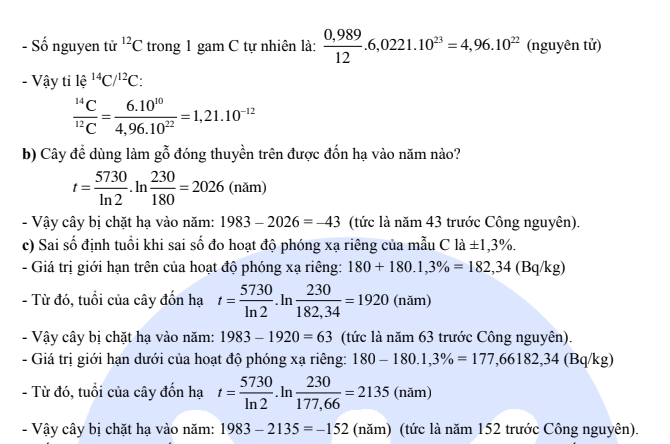 - Số nguyen tử ¹²C trong 1 gam C tự nhiên là: 0,989/12 .6,0221.10²³ = 4,96.10²² (nguyên tử)
- Vậy tỉ lệ ¹⁴C/¹²C:
¹⁴C/¹²C = 6.10¹⁰/4,96.10²² = 1,21.10⁻¹²
b) Cây để dùng làm gỗ đóng thuyền trên được đốn hạ vào năm nào?
t = 5730/ln 2 . ln 230/180 = 2026 (năm)
- Vậy cây bị chặt hạ vào năm: 1983 – 2026 = –43 (tức là năm 43 trước Công nguyên).
c) Sai số định tuổi khi sai số đo hoạt độ phóng xạ riêng của mẫu C là ±1,3%.
- Giá trị giới hạn trên của hoạt độ phóng xạ riêng: 180 + 180.1,3% = 182,34 (Bq/kg)
- Từ đó, tuổi của cây đốn hạ t = 5730/ln 2 . ln 230/182,34 = 1920 (năm)
- Vậy cây bị chặt hạ vào năm: 1983 – 1920 = 63 (tức là năm 63 trước Công nguyên).
- Giá trị giới hạn dưới của hoạt độ phóng xạ riêng: 180 – 180.1,3% = 177,66182,34 (Bq/kg)
- Từ đó, tuổi của cây đốn hạ t = 5730/ln 2 . ln 230/177,66 = 2135 (năm)
- Vậy cây bị chặt hạ vào năm: 1983 – 2135 = –152 (năm) (tức là năm 152 trước Công nguyên).